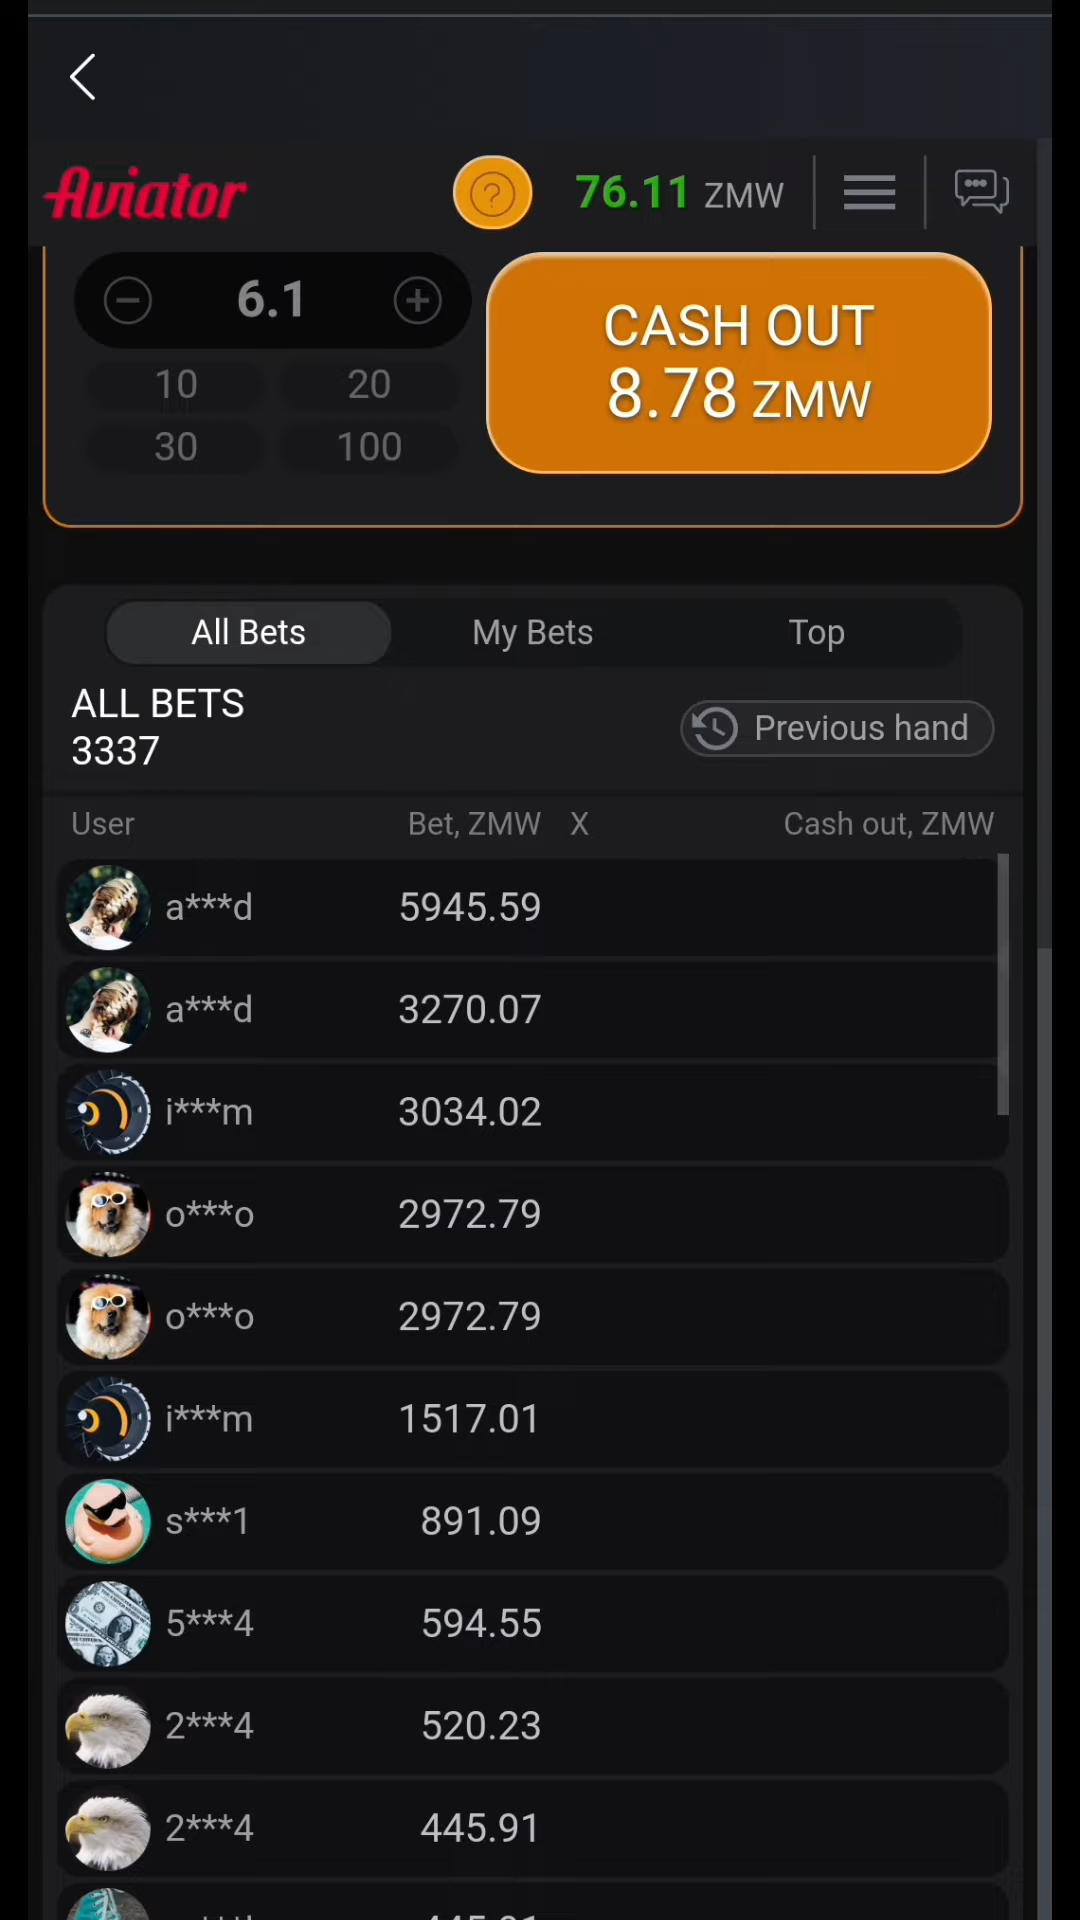 Aviator
76.11 ZMW
6.1
CASH OUT
8.78 ZMW
10 20
30 100
All Bets My Bets Top
ALL BETS
3337
Previous hand
User Bet, ZMW X Cash out, ZMW
a***d 5945.59
a***d 3270.07
i***m 3034.02
o***o 2972.79
o***o 2972.79
i***m 1517.01
s***1 891.09
5***4 594.55
2***4 520.23
2***4 445.91